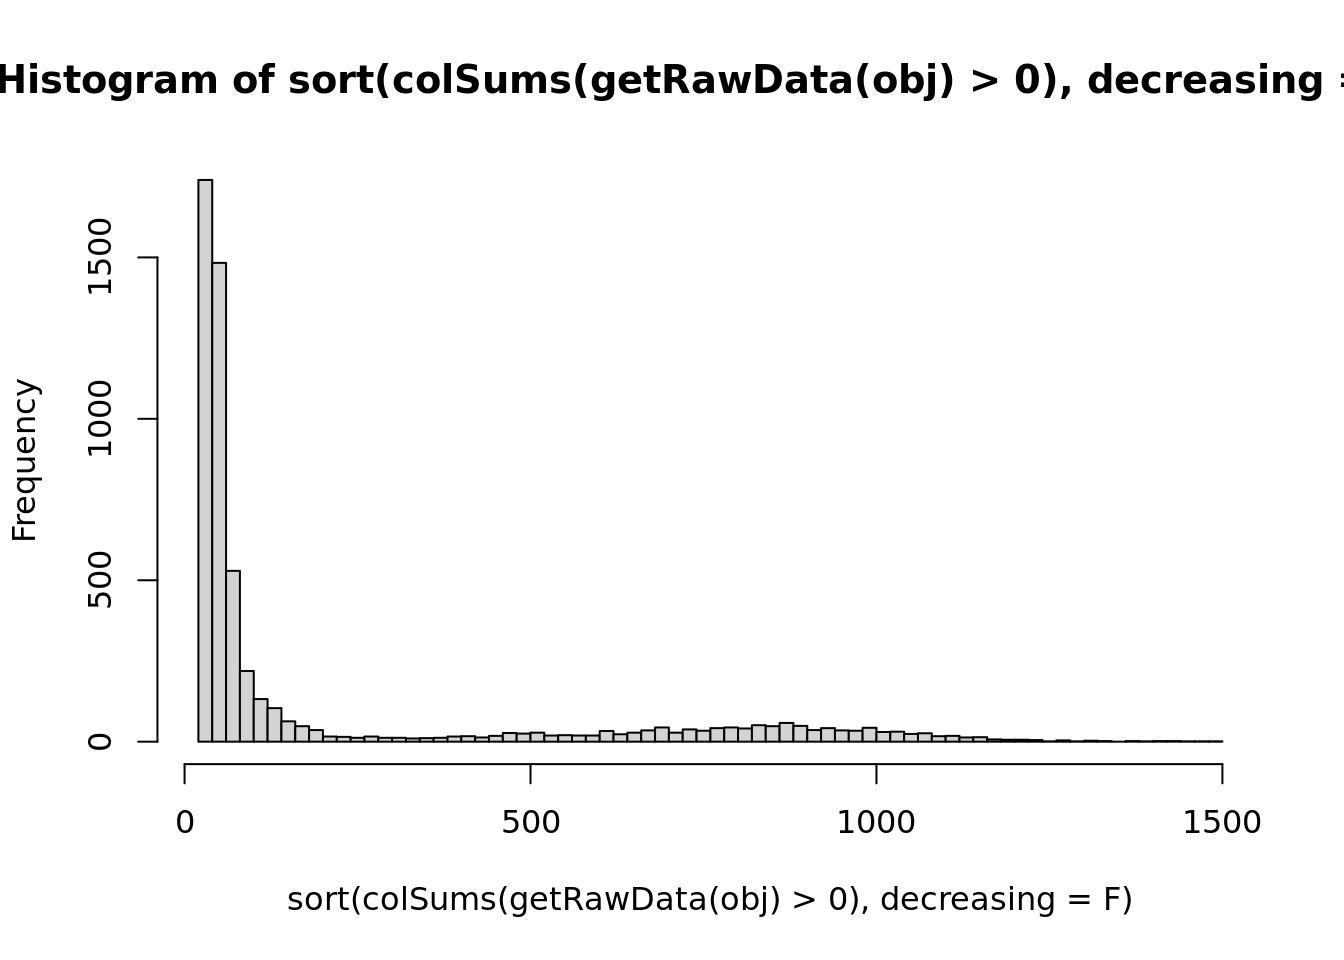 Histogram of sort(colSums(getRawData(obj) > 0), decreasing =
Frequency
1500
1000
500
0
0 500 1000 1500
sort(colSums(getRawData(obj) > 0), decreasing = F)